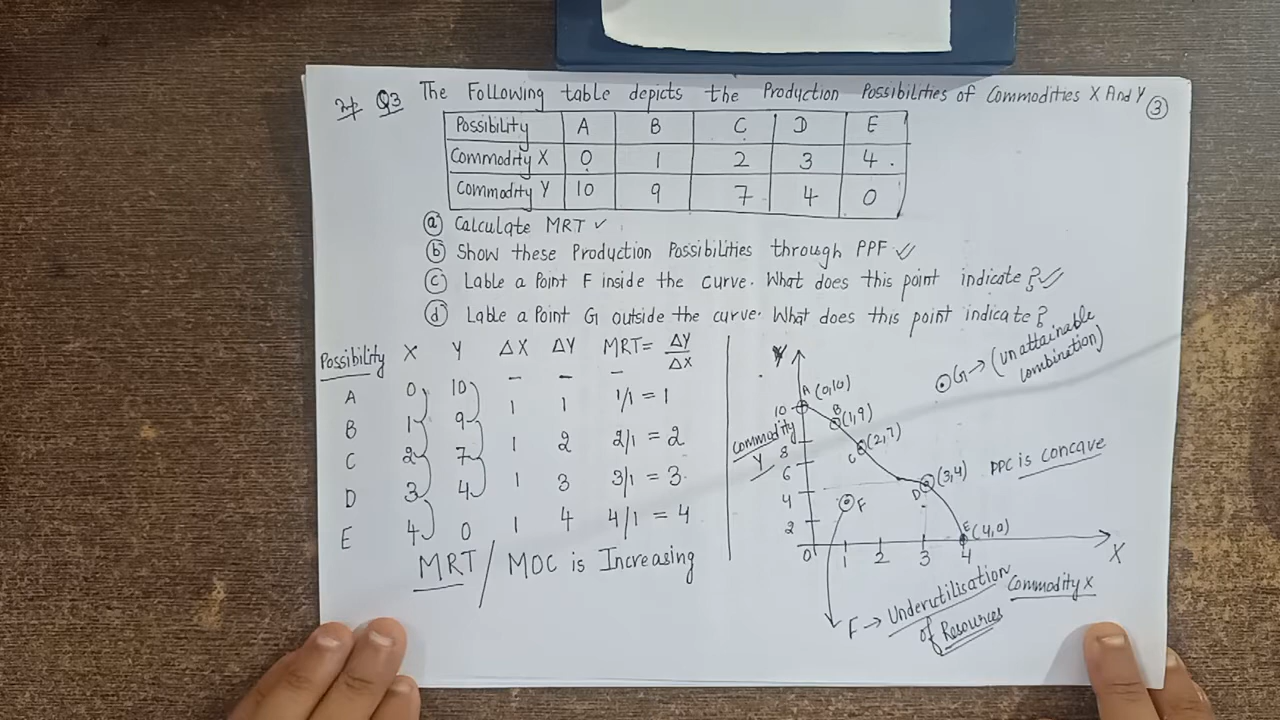 Q3 The Following table depicts the Production Possibilities of Commodities X And Y ③
Possibility A B C D E
Commodity X 0 1 2 3 4
Commodity Y 10 9 7 4 0
ⓐ Calculate MRT ✓
ⓑ Show these Production Possibilities through PPF ✓
ⓒ Lable a Point F inside the curve. What does this point indicate? ✓
ⓓ Lable a Point G outside the curve. What does this point indicate?
Possibility X Y ΔX ΔY MRT = ΔY/ΔX
A 0 10 – – –
B 1 9 1 1 1/1 = 1
C 2 7 1 2 2/1 = 2
D 3 4 1 3 3/1 = 3
E 4 0 1 4 4/1 = 4
MRT / MOC is Increasing
Y
G → (unattainable
combination)
A (0,10)
10
B (1,9)
commodity
Y
8
C (2,7)
PPC is concave
6
D (3,4)
4
F
2
E (4,0)
0 1 2 3 4 X
Commodity X
F → Underutilisation
of Resources